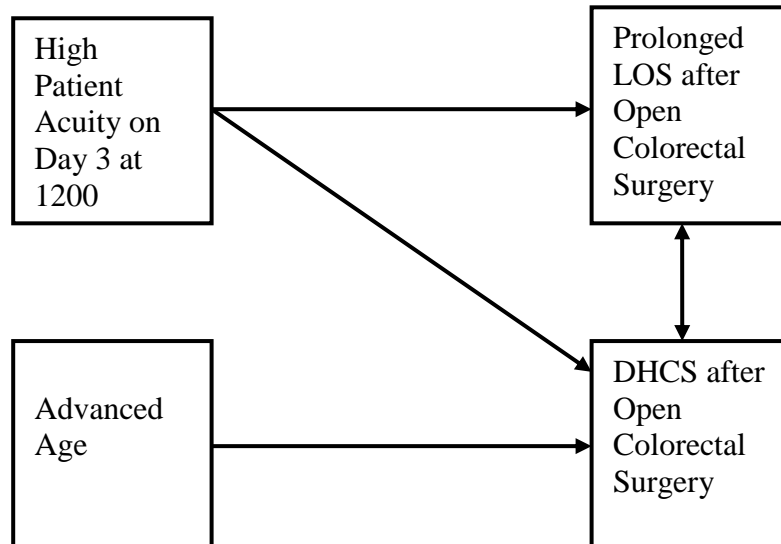 High
Patient
Acuity on
Day 3 at
1200
Prolonged
LOS after
Open
Colorectal
Surgery
Advanced
Age
DHCS after
Open
Colorectal
Surgery